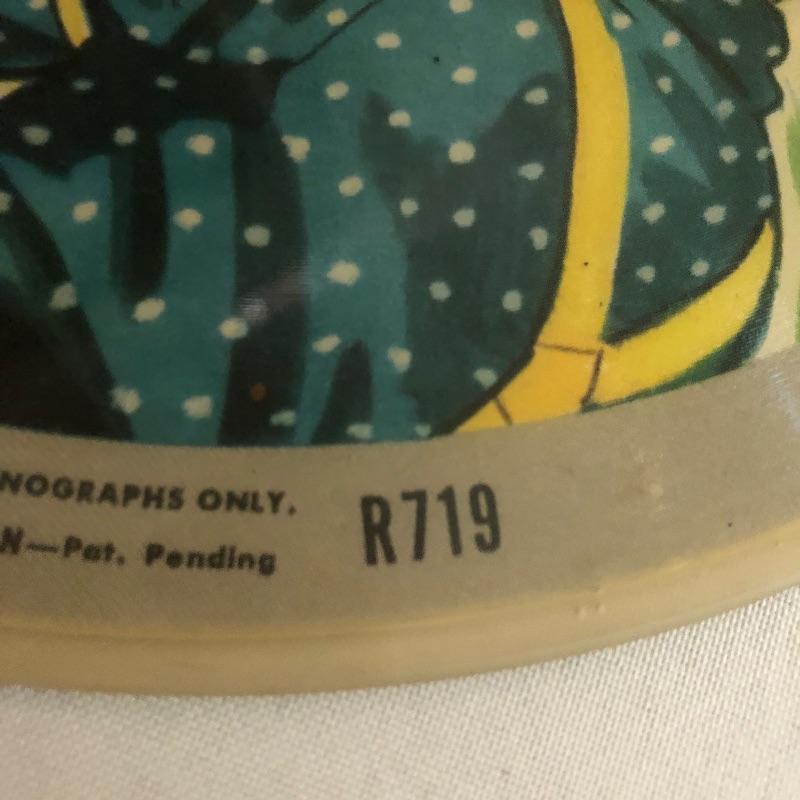 NOGRAPHS ONLY.
N—Pat. Pending
R719